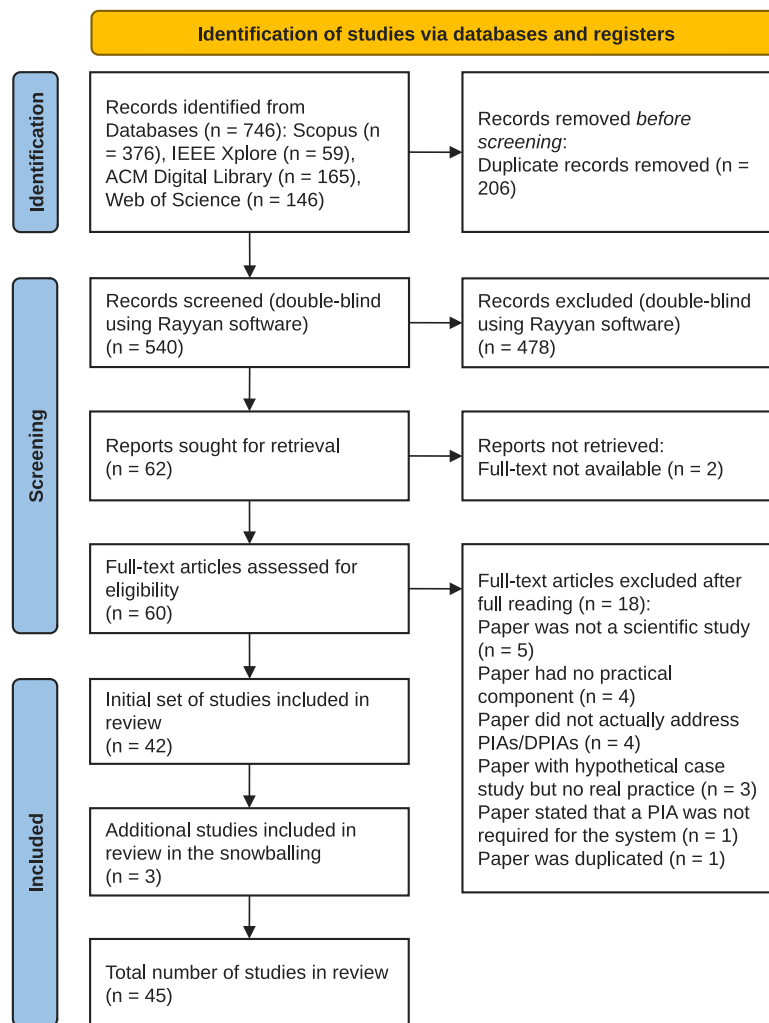 Identification of studies via databases and registers
Identification
Records identified from
Databases (n = 746): Scopus (n
= 376), IEEE Xplore (n = 59),
ACM Digital Library (n = 165),
Web of Science (n = 146)
Records removed before
screening:
Duplicate records removed (n =
206)
Screening
Records screened (double-blind
using Rayyan software)
(n = 540)
Records excluded (double-blind
using Rayyan software)
(n = 478)
Reports sought for retrieval
(n = 62)
Reports not retrieved:
Full-text not available (n = 2)
Full-text articles assessed for
eligibility
(n = 60)
Full-text articles excluded after
full reading (n = 18):
Paper was not a scientific study
(n = 5)
Paper had no practical
component (n = 4)
Paper did not actually address
PIAs/DPIAs (n = 4)
Paper with hypothetical case
study but no real practice (n = 3)
Paper stated that a PIA was not
required for the system (n = 1)
Paper was duplicated (n = 1)
Included
Initial set of studies included in
review
(n = 42)
Additional studies included in
review in the snowballing
(n = 3)
Total number of studies in review
(n = 45)